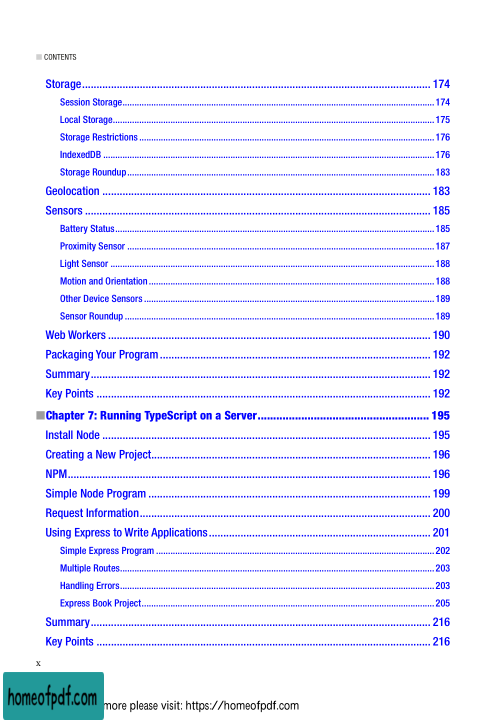 ■ CONTENTS
Storage.......... 174
Session Storage.......... 174
Local Storage.......... 175
Storage Restrictions .......... 176
IndexedDB .......... 176
Storage Roundup.......... 183
Geolocation .......... 183
Sensors .......... 185
Battery Status.......... 185
Proximity Sensor .......... 187
Light Sensor .......... 188
Motion and Orientation.......... 188
Other Device Sensors.......... 189
Sensor Roundup .......... 189
Web Workers .......... 190
Packaging Your Program.......... 192
Summary.......... 192
Key Points .......... 192
■Chapter 7: Running TypeScript on a Server.......... 195
Install Node .......... 195
Creating a New Project.......... 196
NPM.......... 196
Simple Node Program .......... 199
Request Information.......... 200
Using Express to Write Applications.......... 201
Simple Express Program .......... 202
Multiple Routes.......... 203
Handling Errors.......... 203
Express Book Project.......... 205
Summary.......... 216
Key Points .......... 216
x
homeofpdf.com
more please visit: https://homeofpdf.com